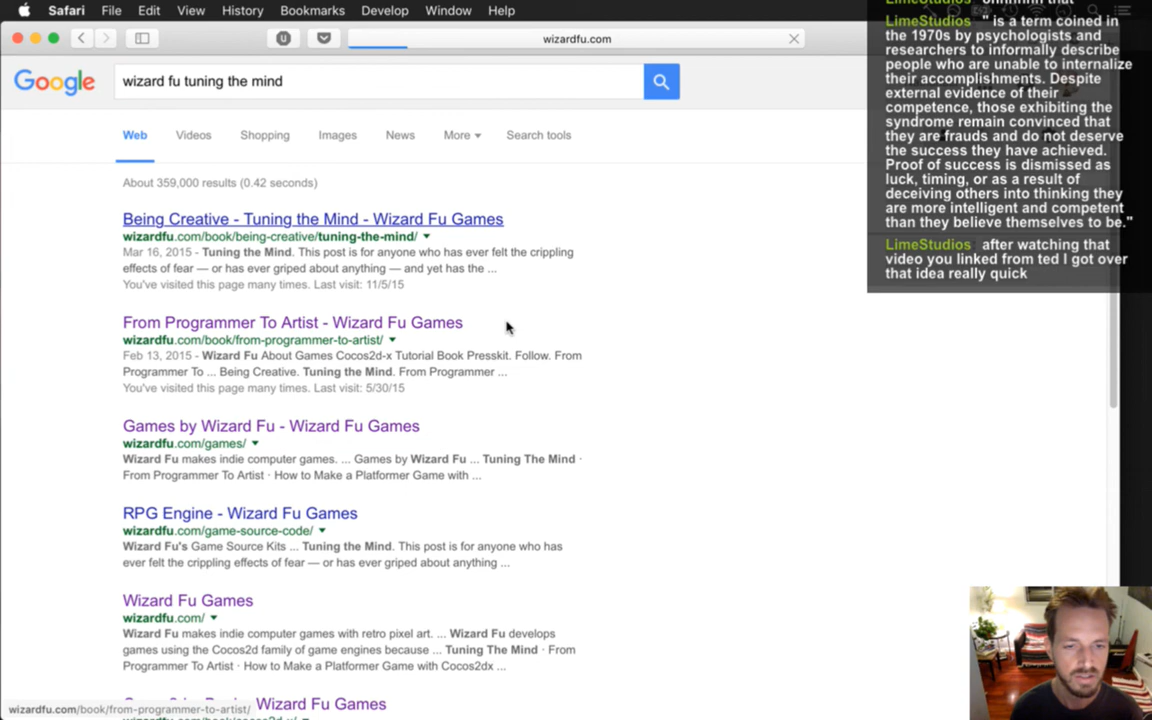 Safari File Edit View History Bookmarks Develop Window Help
wizardfu.com
Google
wizard fu tuning the mind
Web Videos Shopping Images News More Search tools
About 359,000 results (0.42 seconds)
Being Creative - Tuning the Mind - Wizard Fu Games
wizardfu.com/book/being-creative/tuning-the-mind/
Mar 16, 2015 - Tuning the Mind. This post is for anyone who has ever felt the crippling
effects of fear — or has ever griped about anything — and yet has the ...
You've visited this page many times. Last visit: 11/5/15
From Programmer To Artist - Wizard Fu Games
wizardfu.com/book/from-programmer-to-artist/
Feb 13, 2015 - Wizard Fu About Games Cocos2d-x Tutorial Book Presskit. Follow. From
Programmer To ... Being Creative. Tuning the Mind. From Programmer ...
You've visited this page many times. Last visit: 5/30/15
Games by Wizard Fu - Wizard Fu Games
wizardfu.com/games/
Wizard Fu makes indie computer games. ... Games by Wizard Fu ... Tuning The Mind ·
From Programmer To Artist · How to Make a Platformer Game with ...
RPG Engine - Wizard Fu Games
wizardfu.com/game-source-code/
Wizard Fu's Game Source Kits ... Tuning the Mind. This post is for anyone who has
ever felt the crippling effects of fear — or has ever griped about anything ...
Wizard Fu Games
wizardfu.com/
Wizard Fu makes indie computer games with retro pixel art. ... Wizard Fu develops
games using the Cocos2d family of game engines because ... Tuning The Mind · From
Programmer To Artist · How to Make a Platformer Game with Cocos2dx ...
Wizard Fu Games
wizardfu.com/book/from-programmer-to-artist/
LimeStudios
LimeStudios " is a term coined in
the 1970s by psychologists and
researchers to informally describe
people who are unable to internalize
their accomplishments. Despite
external evidence of their
competence, those exhibiting the
syndrome remain convinced that
they are frauds and do not deserve
the success they have achieved.
Proof of success is dismissed as
luck, timing, or as a result of
deceiving others into thinking they
are more intelligent and competent
than they believe themselves to be."
LimeStudios after watching that
video you linked from ted I got over
that idea really quick